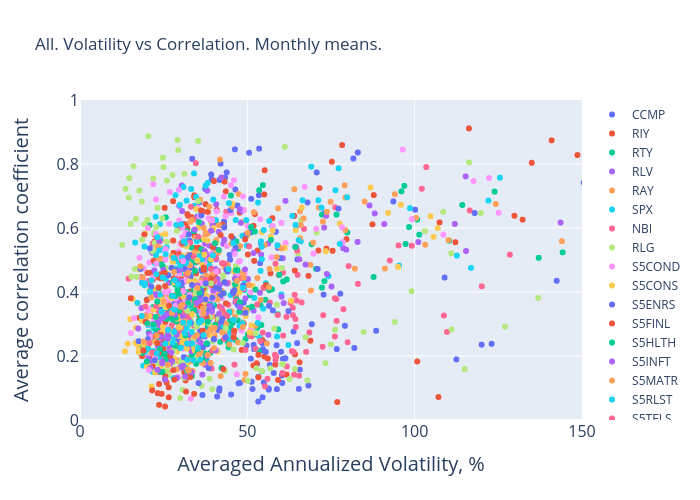 All. Volatility vs Correlation. Monthly means.
Average correlation coefficient
1
0.8
0.6
0.4
0.2
0
0
50
100
150
Averaged Annualized Volatility, %
CCMP
RIY
RTY
RLV
RAY
SPX
NBI
RLG
S5COND
S5CONS
S5ENRS
S5FINL
S5HLTH
S5INFT
S5MATR
S5RLST
S5TELS